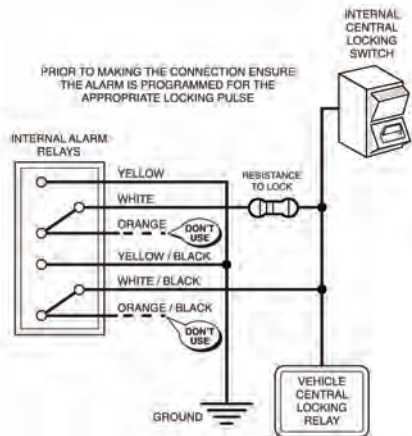 INTERNAL
CENTRAL
LOCKING
SWITCH
PRIOR TO MAKING THE CONNECTION ENSURE
THE ALARM IS PROGRAMMED FOR THE
APPROPRIATE LOCKING PULSE
INTERNAL ALARM
RELAYS
YELLOW
WHITE
RESISTANCE
TO LOCK
ORANGE
DON'T
USE
YELLOW / BLACK
WHITE / BLACK
ORANGE / BLACK
DON'T
USE
GROUND
VEHICLE
CENTRAL
LOCKING
RELAY